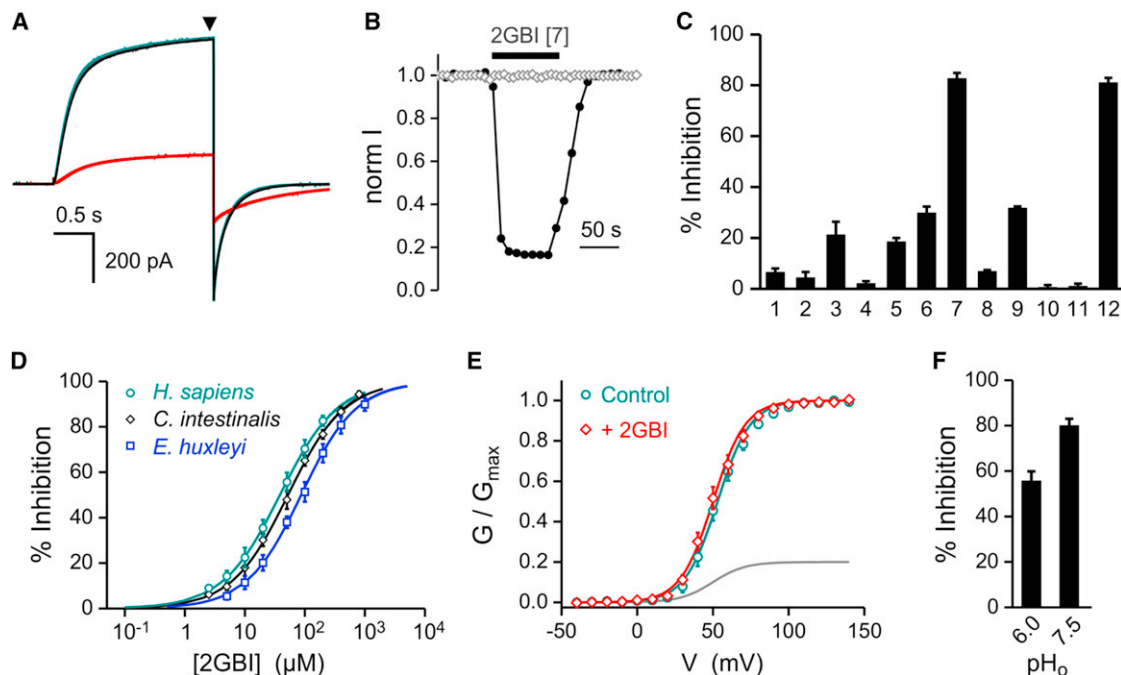 A
0.5 s
200 pA
B
2GBI [7]
norm I
1.0
0.8
0.6
0.4
0.2
0.0
50 s
C
% Inhibition
80
60
40
20
0
1 2 3 4 5 6 7 8 9 10 11 12
D
% Inhibition
100
80
60
40
20
0
H. sapiens
C. intestinalis
E. huxleyi
10⁻¹ 1 10 10² 10³ 10⁴
[2GBI] (µM)
E
G / Gmax
1.0
0.8
0.6
0.4
0.2
0.0
Control
+ 2GBI
-50 0 50 100 150
V (mV)
F
% Inhibition
100
80
60
40
20
0
6.0 7.5
pHo